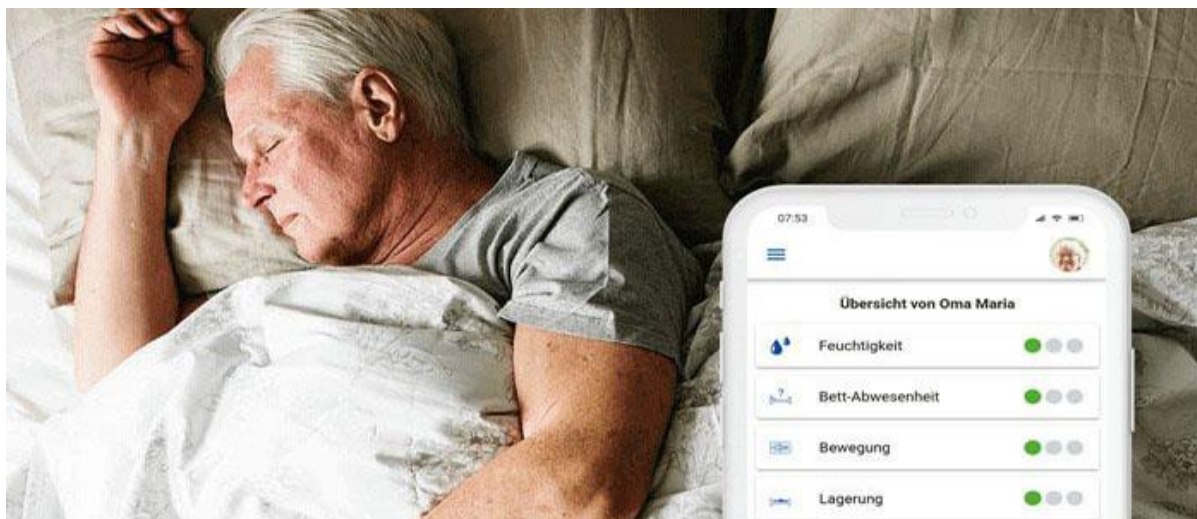 07:53
Übersicht von Oma Maria
Feuchtigkeit
Bett-Abwesenheit
Bewegung
Lagerung